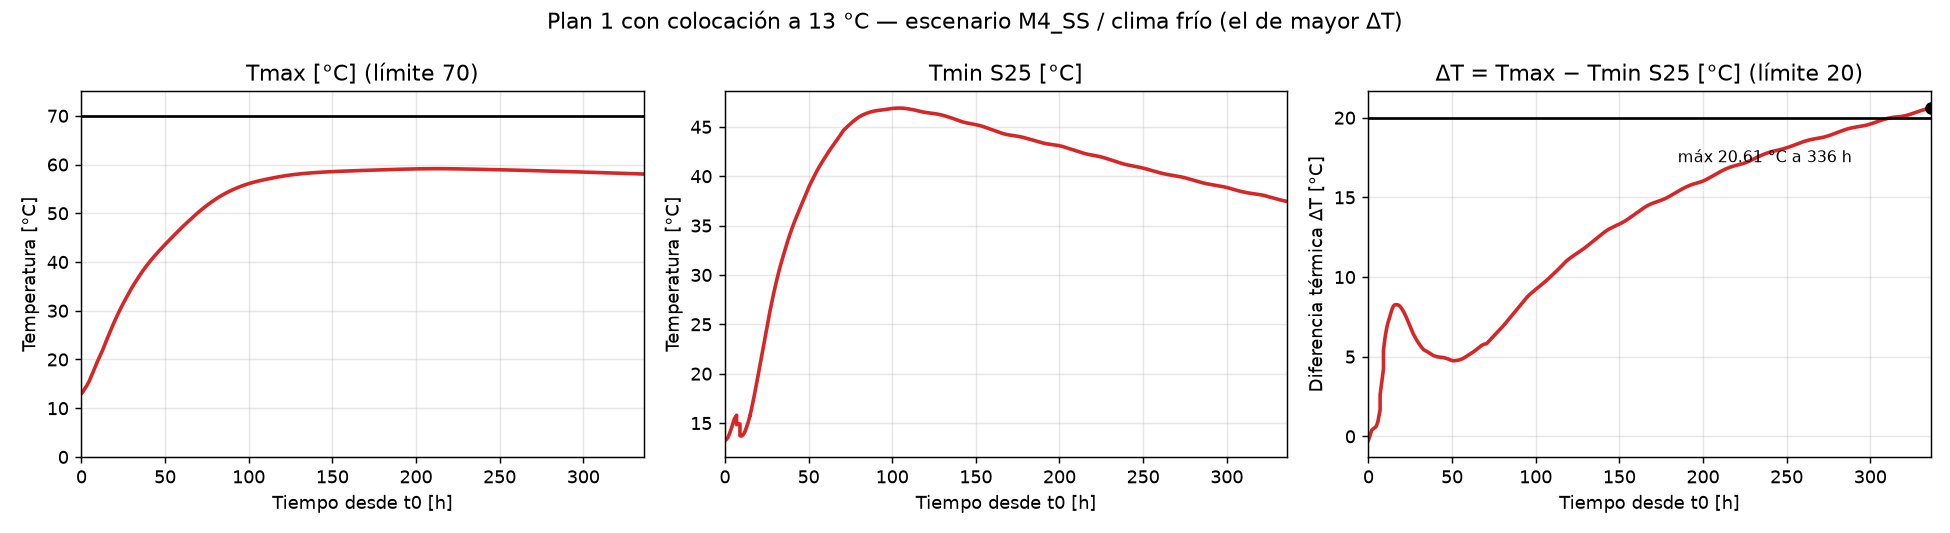 Plan 1 con colocación a 13 °C — escenario M4_SS / clima frío (el de mayor ΔT)
Tmax [°C] (límite 70)
Temperatura [°C]
70
60
50
40
30
20
10
0
0 50 100 150 200 250 300
Tiempo desde t0 [h]
Tmin S25 [°C]
Temperatura [°C]
45
40
35
30
25
20
15
0 50 100 150 200 250 300
Tiempo desde t0 [h]
ΔT = Tmax − Tmin S25 [°C] (límite 20)
Diferencia térmica ΔT [°C]
20
15
10
5
0
máx 20.61 °C a 336 h
0 50 100 150 200 250 300
Tiempo desde t0 [h]